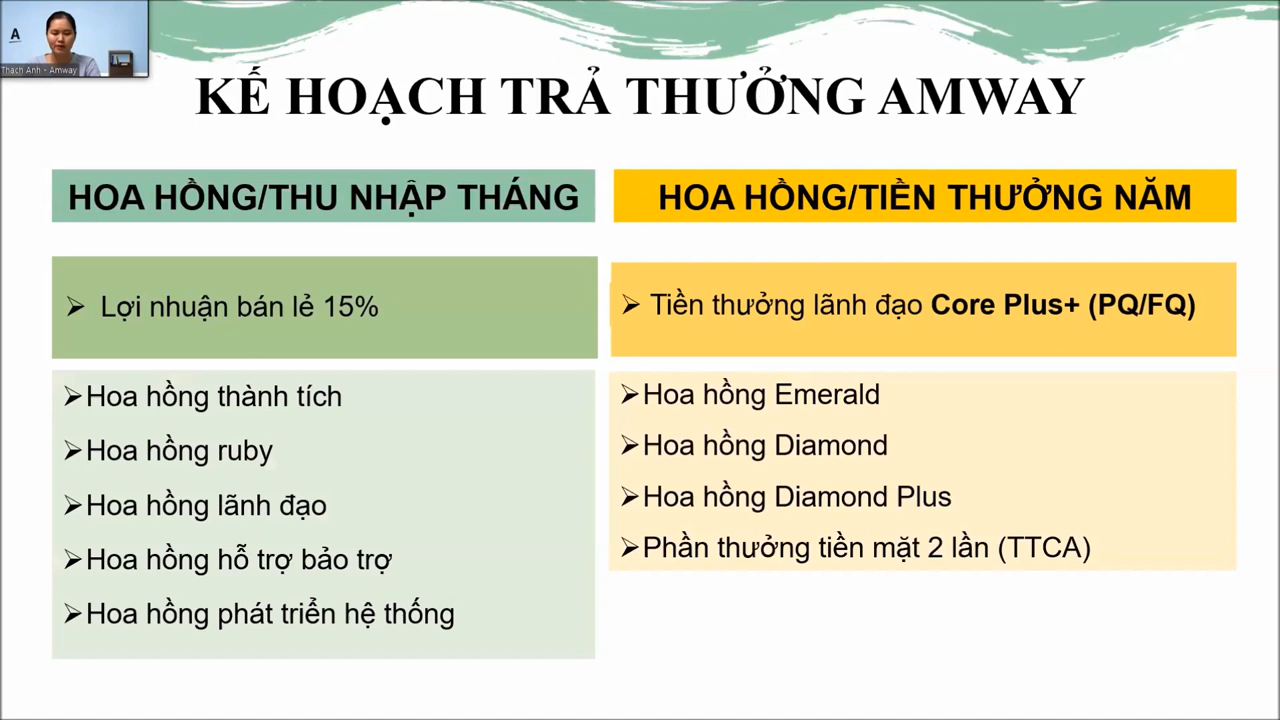 A
Thach Anh - Amway
KẾ HOẠCH TRẢ THƯỞNG AMWAY
HOA HỒNG/THU NHẬP THÁNG
➢ Lợi nhuận bán lẻ 15%
➢Hoa hồng thành tích
➢Hoa hồng ruby
➢Hoa hồng lãnh đạo
➢Hoa hồng hỗ trợ bảo trợ
➢Hoa hồng phát triển hệ thống
HOA HỒNG/TIỀN THƯỞNG NĂM
➢ Tiền thưởng lãnh đạo Core Plus+ (PQ/FQ)
➢Hoa hồng Emerald
➢Hoa hồng Diamond
➢Hoa hồng Diamond Plus
➢Phần thưởng tiền mặt 2 lần (TTCA)